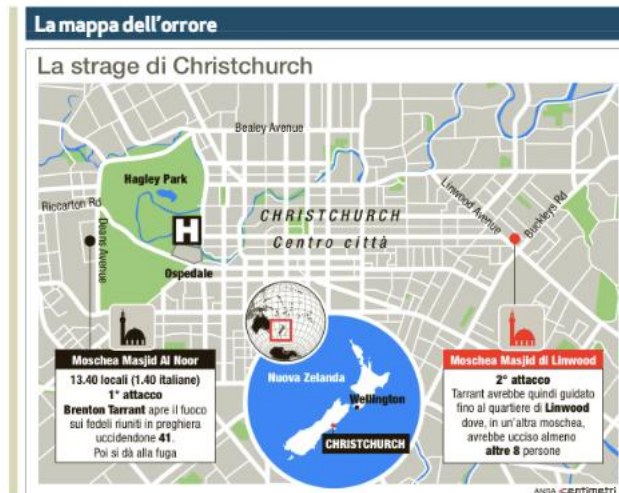 La mappa dell'orrore
La strage di Christchurch
Bealey Avenue
Hagley Park
Riccarton Rd
Deans Avenue
H
Ospedale
CHRISTCHURCH
Centro città
Linwood Avenue
Buckleys Rd
Moschea Masjid Al Noor
13.40 locali (1.40 italiane)
1° attacco
Brenton Tarrant apre il fuoco
sui fedeli riuniti in preghiera
uccidendone 41.
Poi si dà alla fuga
Nuova Zelanda
Wellington
CHRISTCHURCH
Moschea Masjid di Linwood
2° attacco
Tarrant avrebbe quindi guidato
fino al quartiere di Linwood
dove, in un'altra moschea,
avrebbe ucciso almeno
altre 8 persone
ANSA centimetri